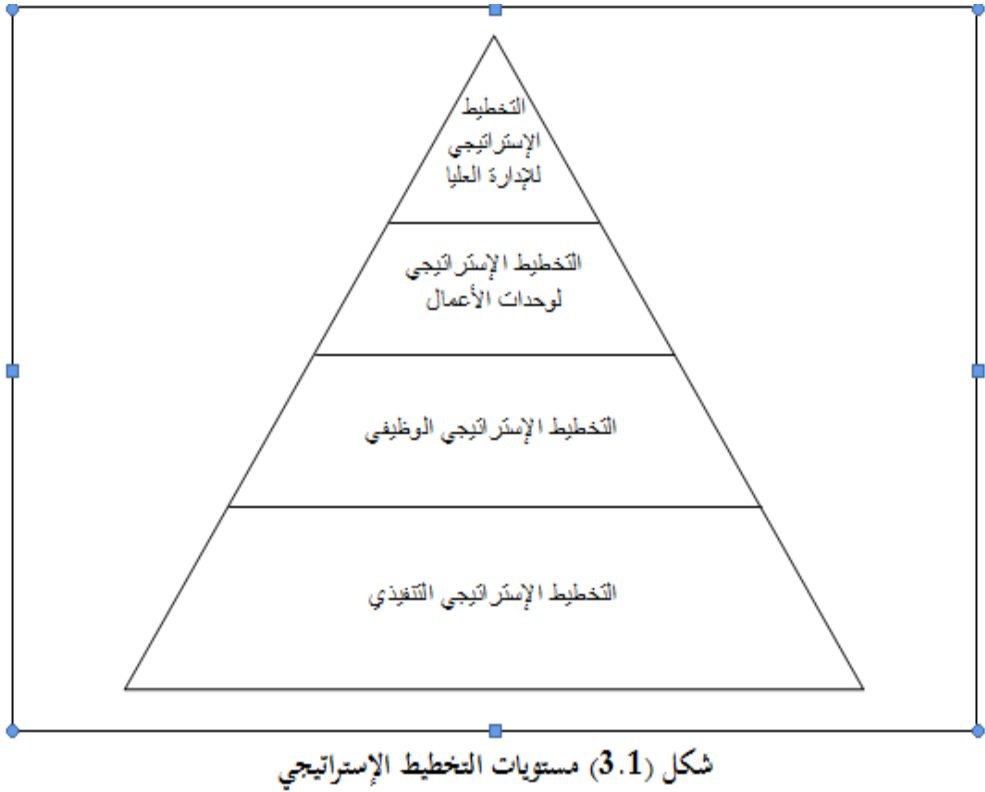 التخطيط
الإستراتيجي
للإدارة العليا
التخطيط الإستراتيجي
لوحدات الأعمال
التخطيط الإستراتيجي الوظيفي
التخطيط الإستراتيجي التنفيذي
شكل (3.1) مستويات التخطيط الإستراتيجي